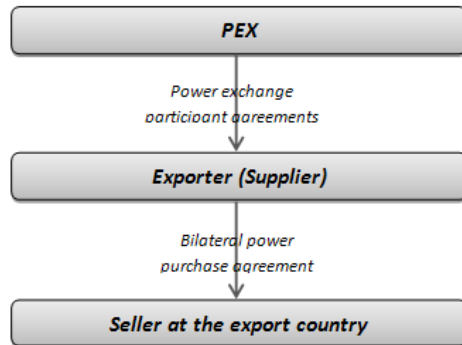 PEX
Power exchange
participant agreements
Exporter (Supplier)
Bilateral power
purchase agreement
Seller at the export country